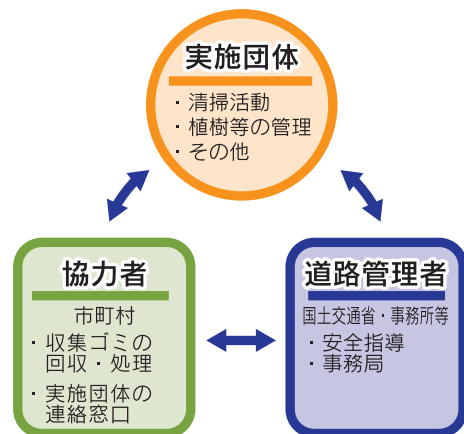 実施団体
・清掃活動
・植樹等の管理
・その他
協力者
市町村
・収集ゴミの
回収・処理
・実施団体の
連絡窓口
道路管理者
国土交通省・事務所等
・安全指導
・事務局